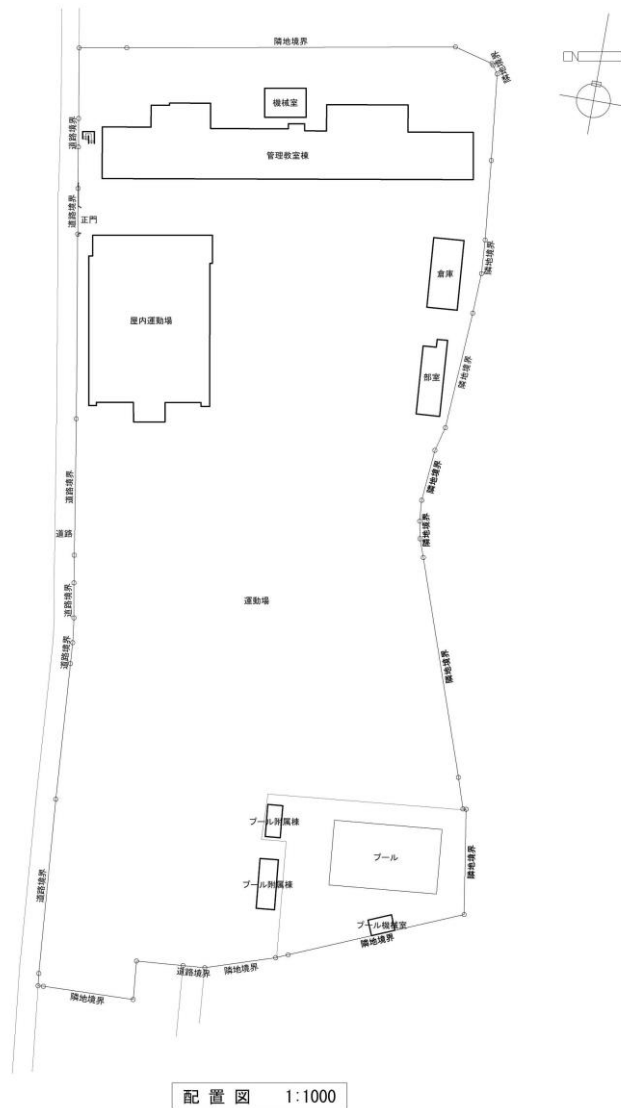 隣地境界
隣地境界
N
機械室
道路境界
管理教室棟
道路境界
正門
隣地境界
倉庫
屋内運動場
隣地境界
部室
隣地境界
道路境界
隣地境界
道路
道路境界
運動場
道路境界
隣地境界
プール附属棟
プール
隣地境界
道路境界
プール附属棟
プール機械室
隣地境界
道路境界
隣地境界
隣地境界
配置図 1:1000